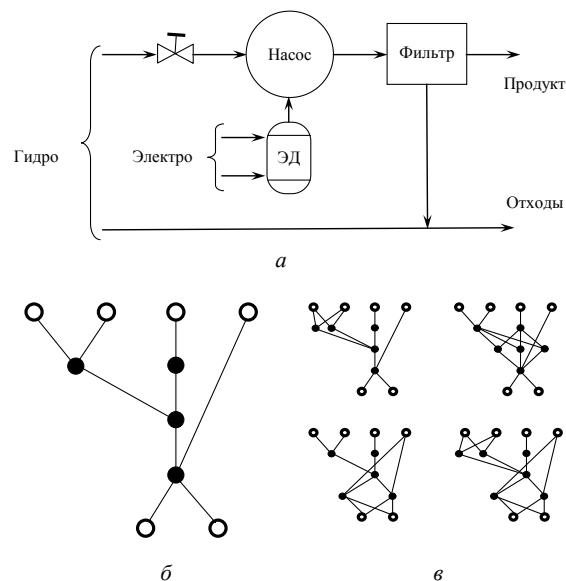 Насос
Фильтр
Продукт
Гидро
Электро
ЭД
Отходы
а
б
в